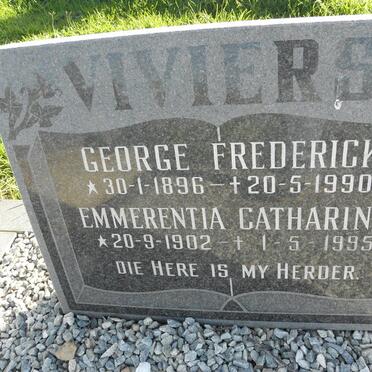 VIVIERS
GEORGE FREDERICK
★30-1-1896-✝20-5-1990
EMMERENTIA CATHARIN
★20-9-1902-✝1-5-1995
DIE HERE IS MY HERDER.